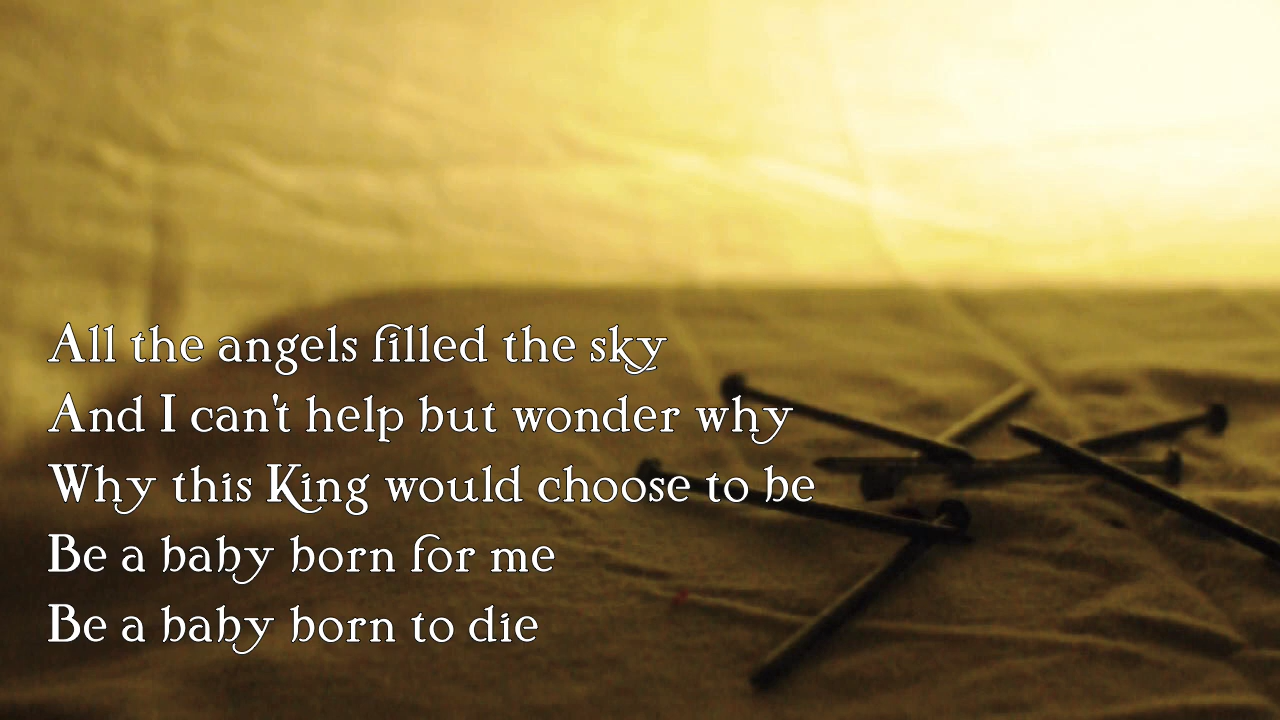 All the angels filled the sky
And I can't help but wonder why
Why this King would choose to be
Be a baby born for me
Be a baby born to die